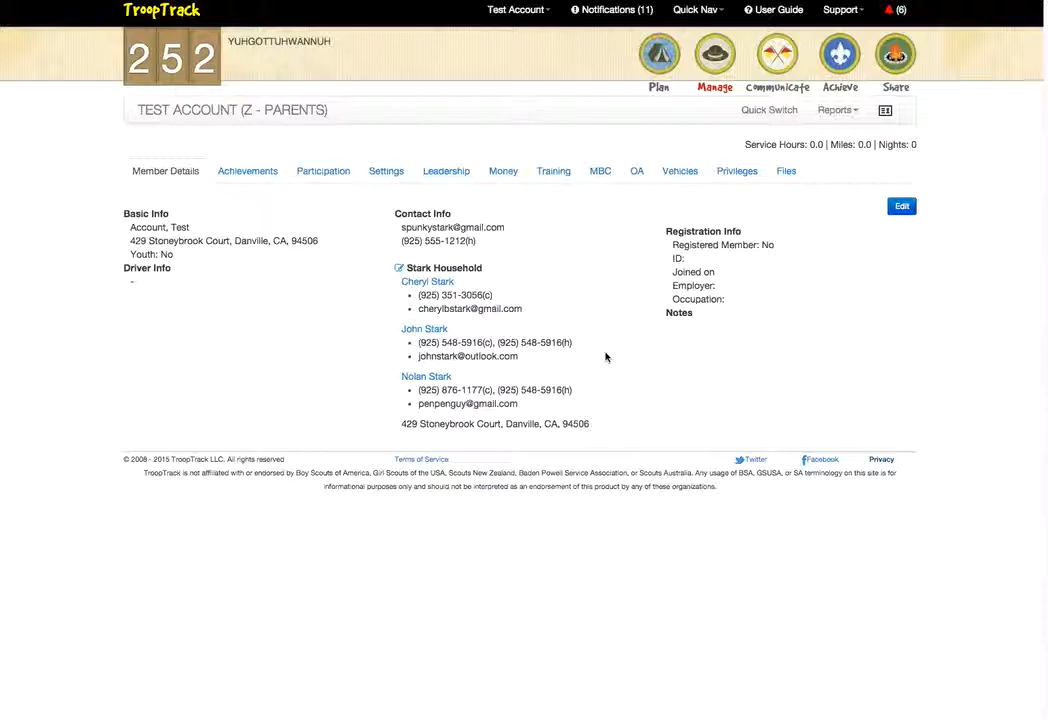 TroopTrack
Test Account Notifications (11) Quick Nav User Guide Support (6)
252
YUHGOTTUHWANNUH
Plan Manage Communicate Achieve Share
TEST ACCOUNT (Z - PARENTS)
Quick Switch Reports
Service Hours: 0.0 | Miles: 0.0 | Nights: 0
Member Details Achievements Participation Settings Leadership Money Training MBC OA Vehicles Privileges Files
Edit
Basic Info
Account, Test
429 Stoneybrook Court, Danville, CA, 94506
Youth: No
Driver Info
-
Contact Info
spunkystark@gmail.com
(925) 555-1212(h)
Stark Household
Cheryl Stark
• (925) 351-3056(c)
• cherylbstark@gmail.com
John Stark
• (925) 548-5916(c), (925) 548-5916(h)
• johnstark@outlook.com
Nolan Stark
• (925) 876-1177(c), (925) 548-5916(h)
• penpenguy@gmail.com
429 Stoneybrook Court, Danville, CA, 94506
Registration Info
Registered Member: No
ID:
Joined on
Employer:
Occupation:
Notes
© 2008 - 2015 TroopTrack LLC. All rights reserved
Terms of Service
Twitter Facebook Privacy
TroopTrack is not affiliated with or endorsed by Boy Scouts of America, Girl Scouts of the USA, Scouts New Zealand, Baden Powell Service Association, or Scouts Australia. Any usage of BSA, GSUSA, or SA terminology on this site is for
informational purposes only and should not be interpreted as an endorsement of this product by any of these organizations.